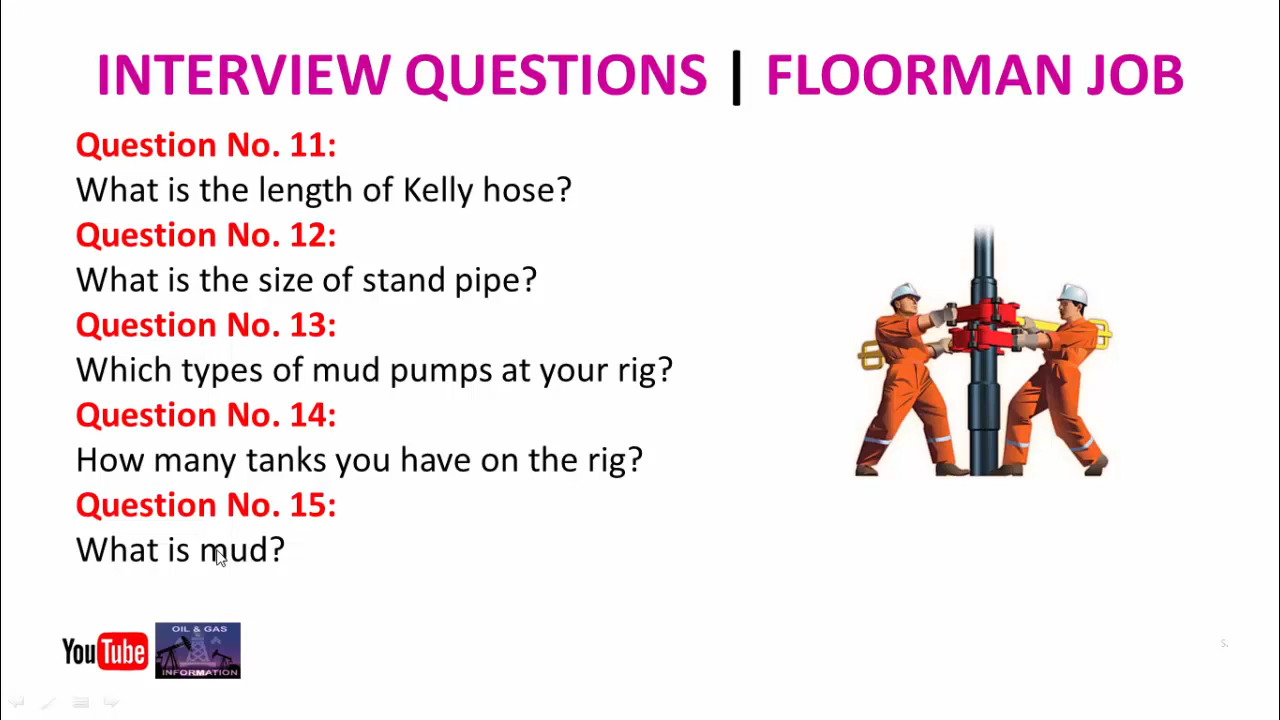 INTERVIEW QUESTIONS | FLOORMAN JOB
Question No. 11:
What is the length of Kelly hose?
Question No. 12:
What is the size of stand pipe?
Question No. 13:
Which types of mud pumps at your rig?
Question No. 14:
How many tanks you have on the rig?
Question No. 15:
What is mud?
YouTube
OIL & GAS
INFORMATION
5.